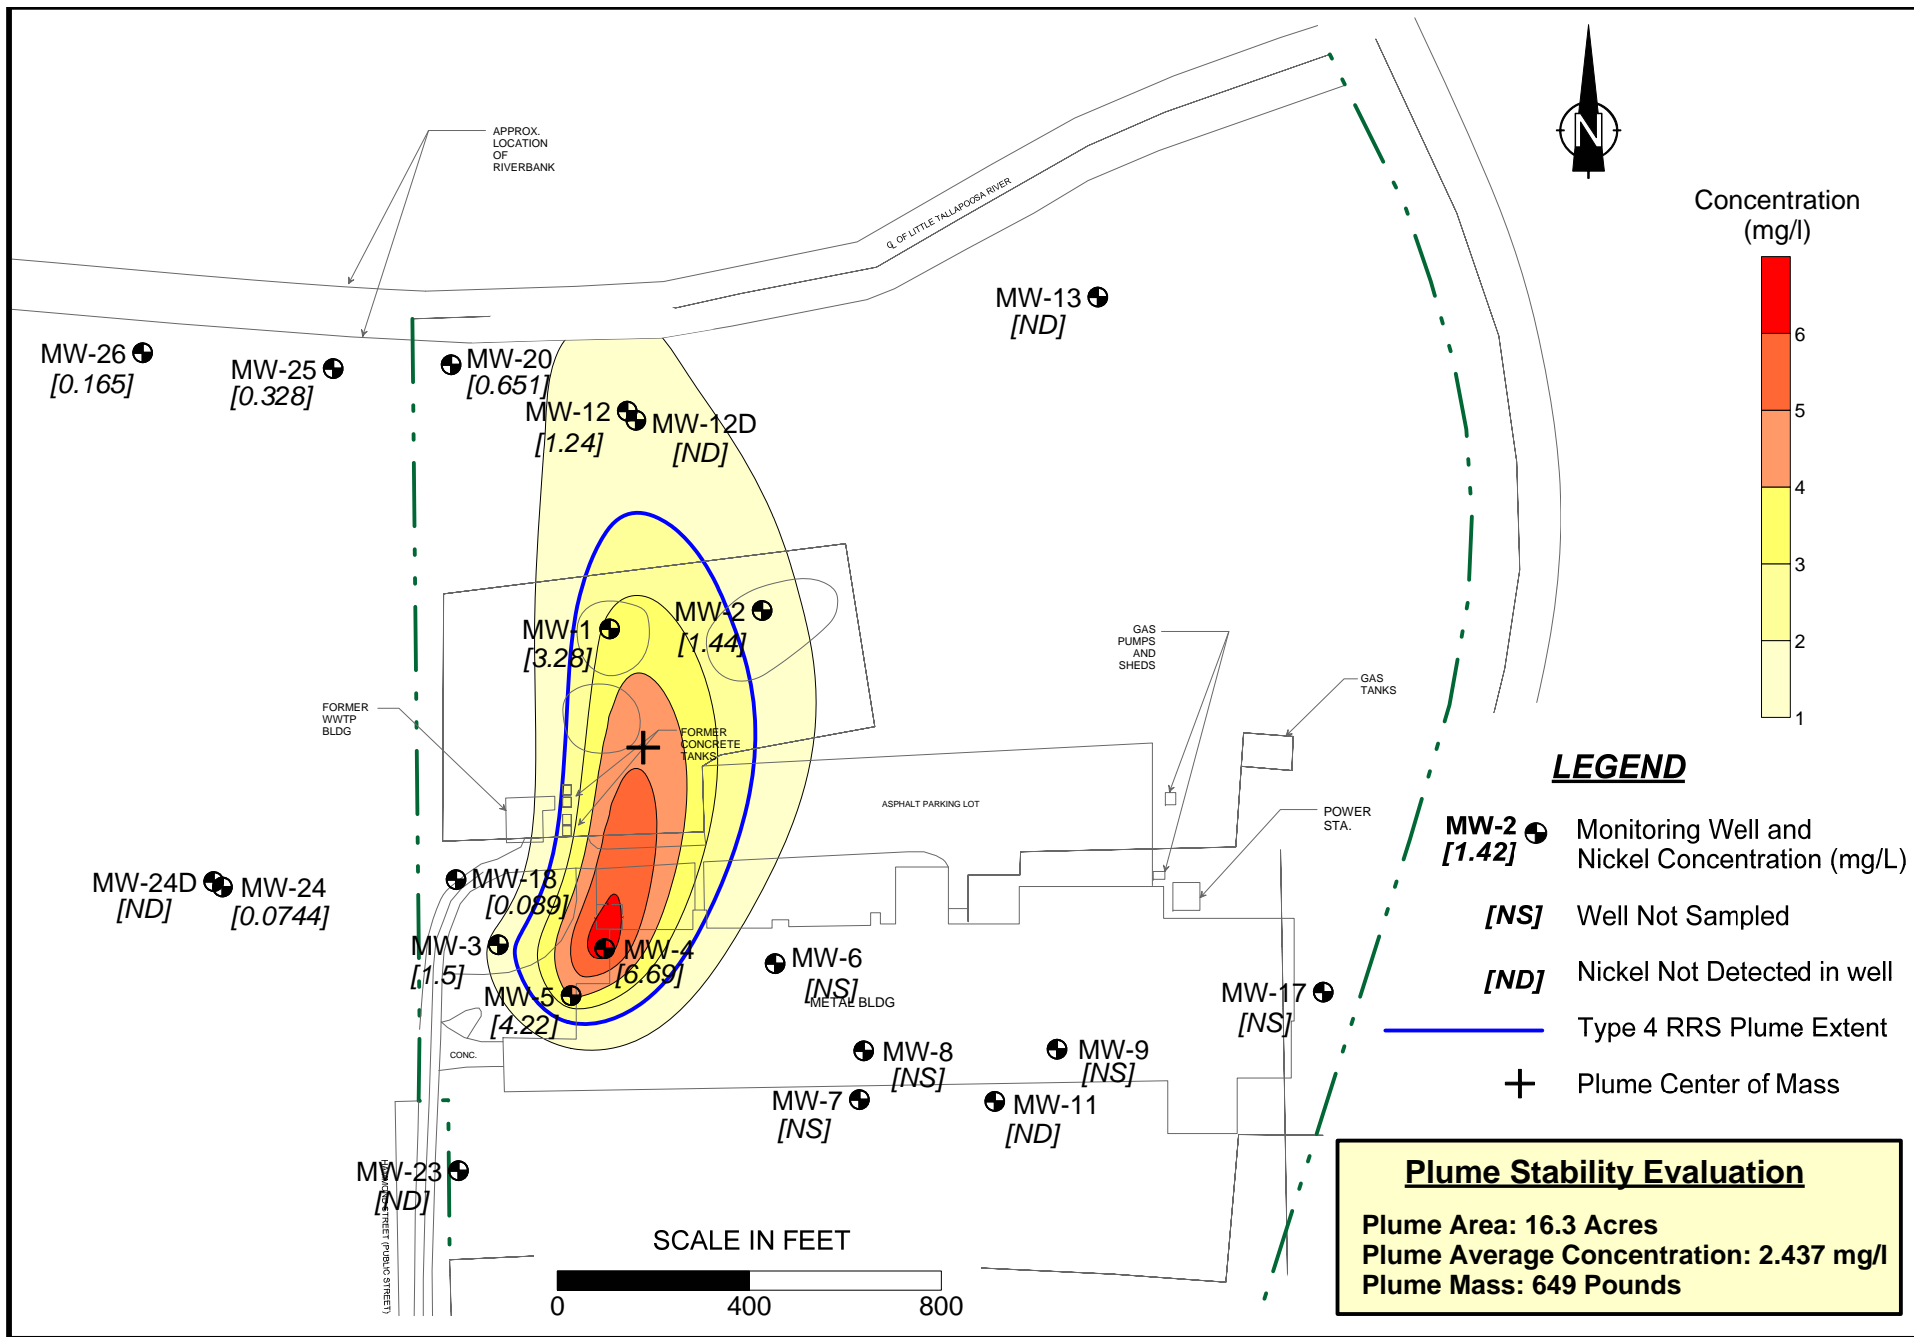 APPROX.
LOCATION
OF
RIVERBANK
N
Concentration
(mg/l)
6
5
4
3
2
1
℄ OF LITTLE TALLAPOOSA RIVER
MW-13
[ND]
MW-26
[0.165]
MW-25
[0.328]
MW-20
[0.651]
MW-12
[1.24]
MW-12D
[ND]
MW-1
[3.28]
MW-2
[1.44]
GAS
PUMPS
AND
SHEDS
GAS
TANKS
FORMER
WWTP
BLDG
FORMER
CONCRETE
TANKS
ASPHALT PARKING LOT
POWER
STA.
MW-24D
[ND]
MW-24
[0.0744]
MW-18
[0.089]
MW-3
[1.5]
MW-4
[6.69]
MW-5
[4.22]
MW-6
[NS]
METAL BLDG
MW-17
[NS]
CONC.
MW-8
[NS]
MW-9
[NS]
MW-7
[NS]
MW-11
[ND]
MW-23
[ND]
STREET (PUBLIC STREET)
SCALE IN FEET
0
400
800
LEGEND
MW-2
[1.42]
Monitoring Well and
Nickel Concentration (mg/L)
[NS]
Well Not Sampled
[ND]
Nickel Not Detected in well
Type 4 RRS Plume Extent
Plume Center of Mass
Plume Stability Evaluation
Plume Area: 16.3 Acres
Plume Average Concentration: 2.437 mg/l
Plume Mass: 649 Pounds